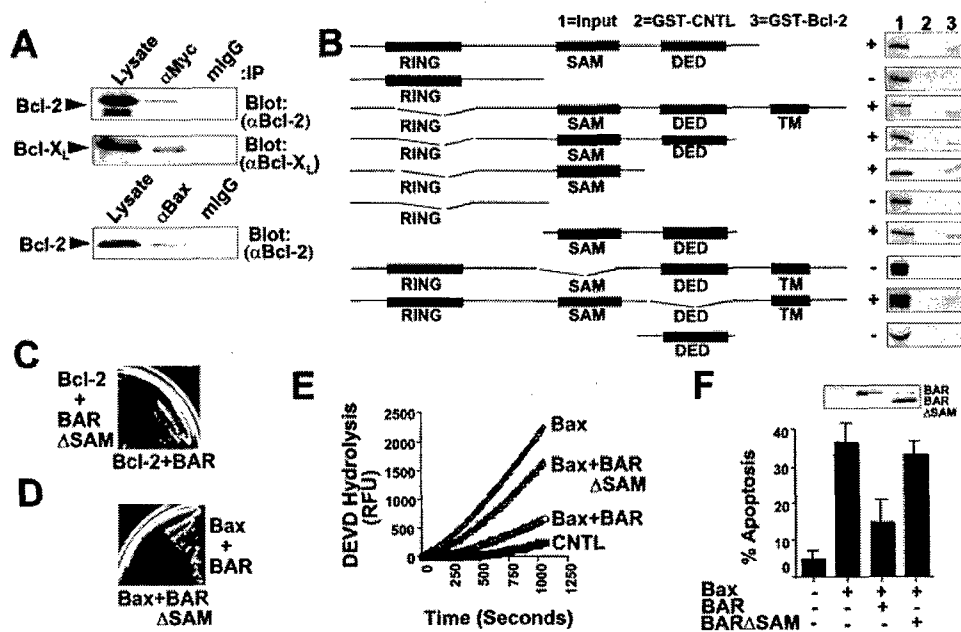 A
Lysate
αMyc
mIgG
:IP
Bcl-2
Blot:
(αBcl-2)
Bcl-XL
Blot:
(αBcl-XL)
Lysate
αBax
mIgG
Bcl-2
Blot:
(αBcl-2)
B
1=Input 2=GST-CNTL 3=GST-Bcl-2
1 2 3
RING SAM DED +
RING -
RING SAM DED TM +
RING SAM DED +
RING SAM +
RING -
SAM DED +
RING SAM DED TM -
RING SAM DED TM +
DED -
C
Bcl-2
+
BAR
ΔSAM
Bcl-2+BAR
D
Bax
+
BAR
Bax+BAR
ΔSAM
E
DEVD Hydrolysis
(RFU)
2500
2000
1500
1000
500
0
0 250 500 750 1000 1250
Time (Seconds)
Bax
Bax+BAR
ΔSAM
Bax+BAR
CNTL
F
BAR
BAR
ΔSAM
% Apoptosis
40
30
20
10
0
Bax - + + +
BAR - - + -
BARΔSAM - - - +